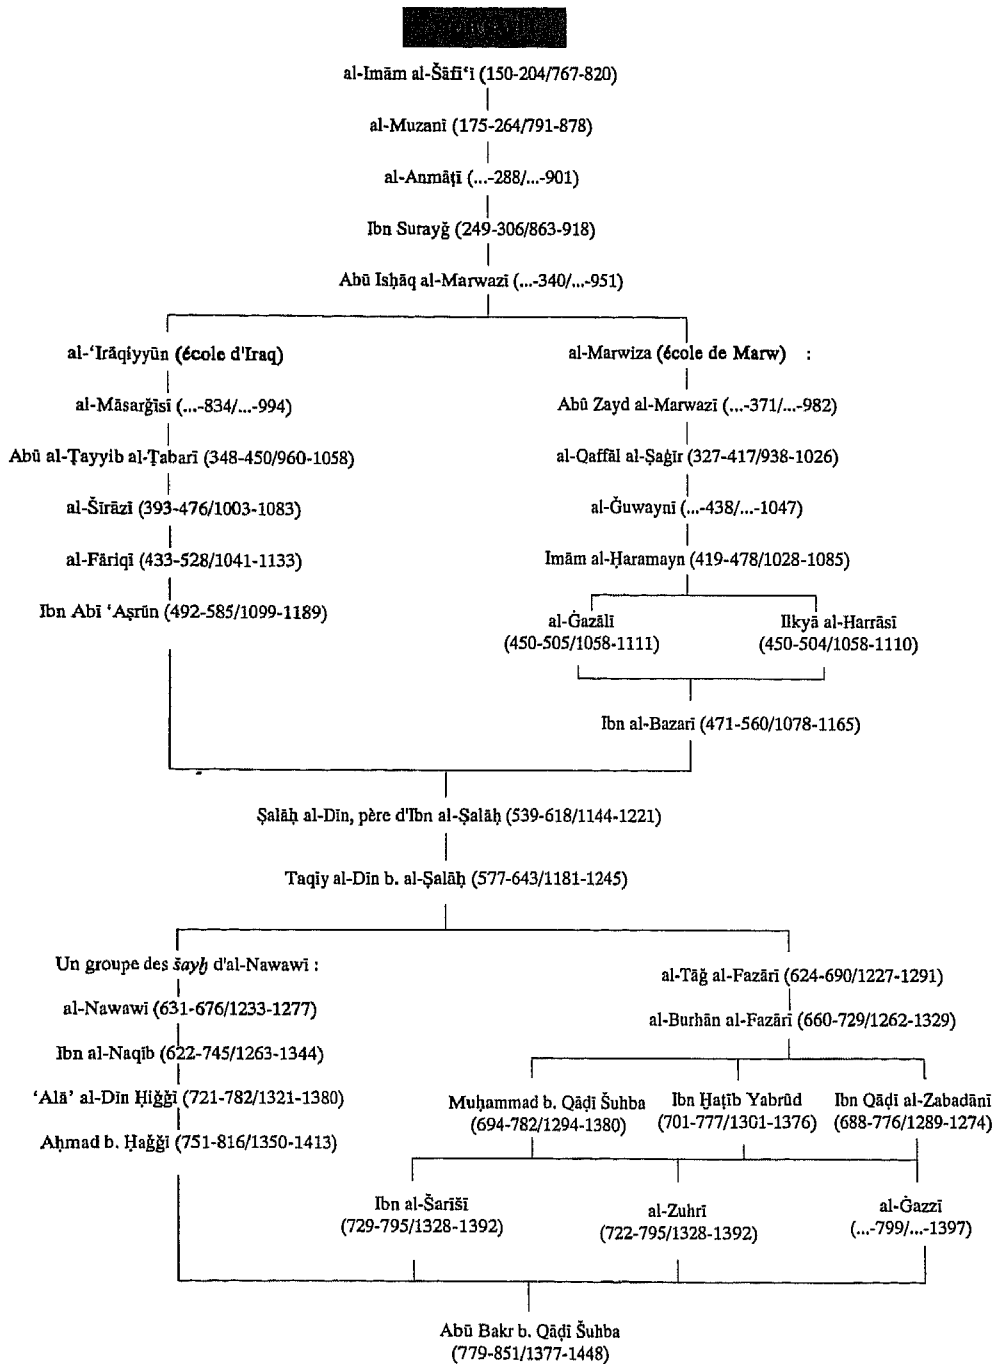 al-Imām al-Šāfi‘ī (150-204/767-820)
al-Muzanī (175-264/791-878)
al-Anmāṭī (...-288/...-901)
Ibn Surayğ (249-306/863-918)
Abū Isḥāq al-Marwazī (...-340/...-951)
al-‘Irāqiyyūn (école d'Iraq)
al-Māsarğisī (...-834/...-994)
Abū al-Ṭayyib al-Ṭabarī (348-450/960-1058)
al-Šīrāzī (393-476/1003-1083)
al-Fāriqī (433-528/1041-1133)
Ibn Abī ‘Aṣrūn (492-585/1099-1189)
al-Marwiza (école de Marw) :
Abū Zayd al-Marwazī (...-371/...-982)
al-Qaffāl al-Ṣaġīr (327-417/938-1026)
al-Ğuwaynī (...-438/...-1047)
Imām al-Ḥaramayn (419-478/1028-1085)
al-Ġazālī
(450-505/1058-1111)
Ilkyā al-Harrāsī
(450-504/1058-1110)
Ibn al-Bazarī (471-560/1078-1165)
Ṣalāḥ al-Dīn, père d'Ibn al-Ṣalāḥ (539-618/1144-1221)
Taqiy al-Dīn b. al-Ṣalāḥ (577-643/1181-1245)
Un groupe des šayḫ d'al-Nawawī :
al-Nawawī (631-676/1233-1277)
Ibn al-Naqīb (622-745/1263-1344)
‘Alā’ al-Dīn Ḥiğğī (721-782/1321-1380)
Aḥmad b. Ḥağğī (751-816/1350-1413)
al-Tāğ al-Fazārī (624-690/1227-1291)
al-Burhān al-Fazārī (660-729/1262-1329)
Muḥammad b. Qāḍī Šuhba
(694-782/1294-1380)
Ibn Ḫaṭīb Yabrūd
(701-777/1301-1376)
Ibn Qāḍī al-Zabadānī
(688-776/1289-1274)
Ibn al-Šarīšī
(729-795/1328-1392)
al-Zuhrī
(722-795/1328-1392)
al-Ġazzī
(...-799/...-1397)
Abū Bakr b. Qāḍī Šuhba
(779-851/1377-1448)